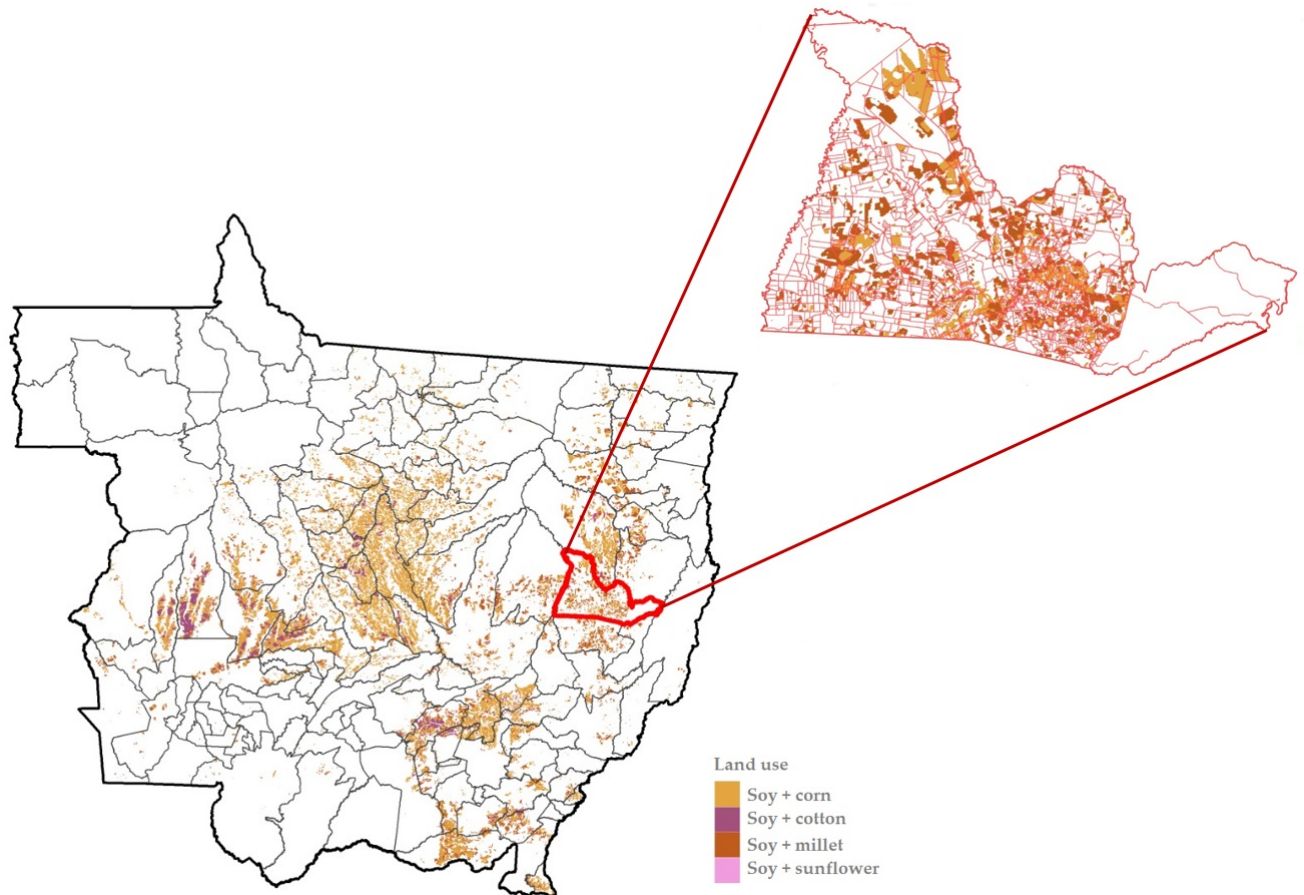 Land use
Soy + corn
Soy + cotton
Soy + millet
Soy + sunflower